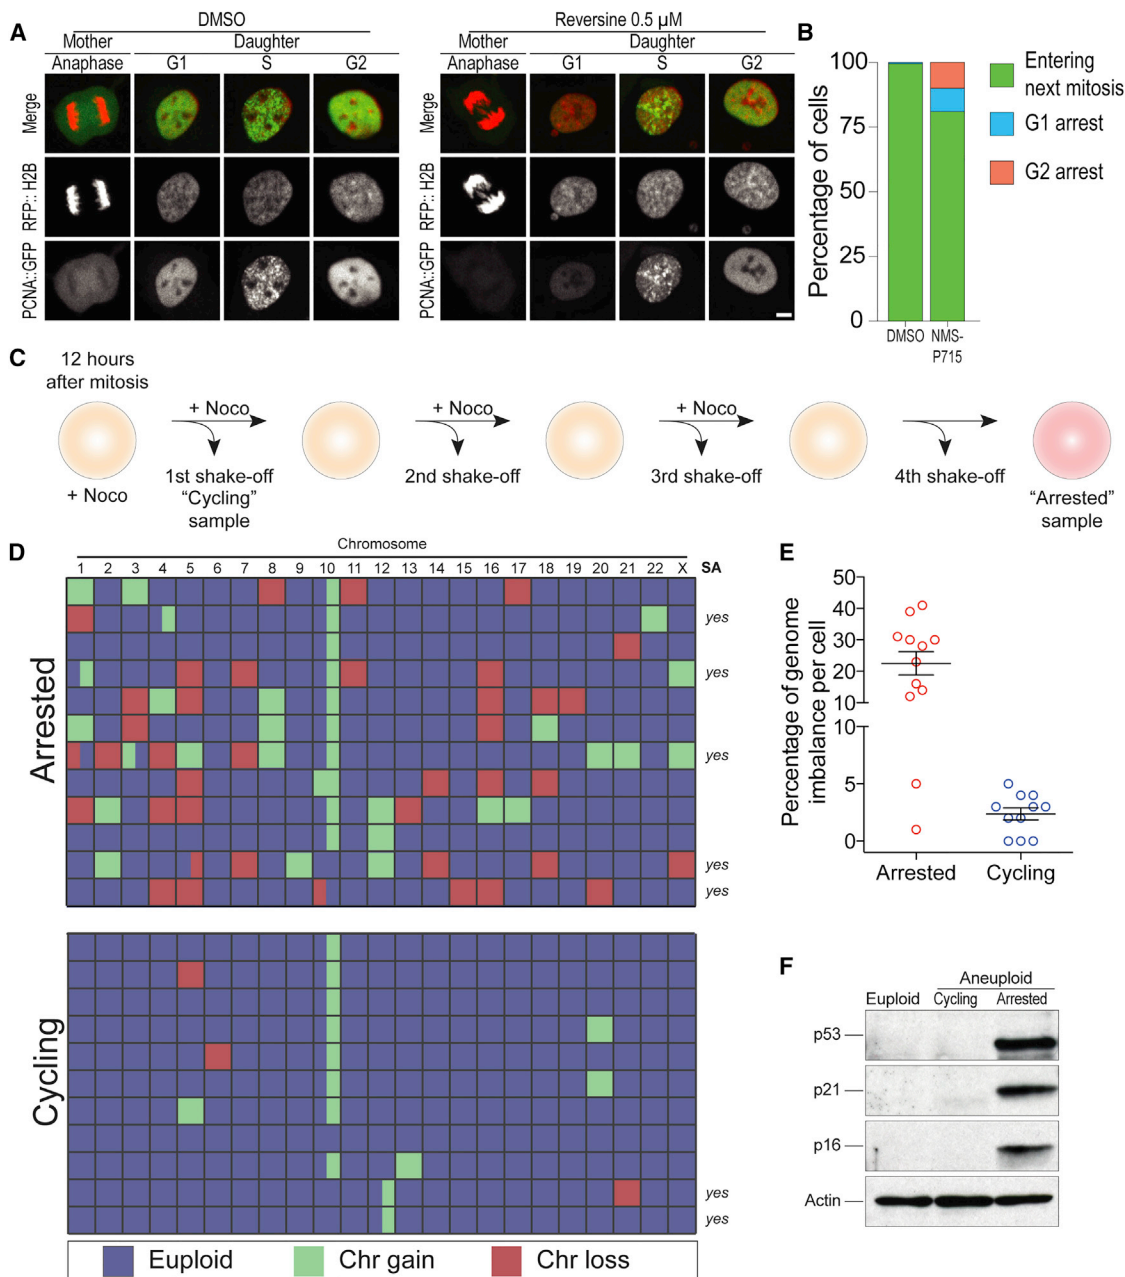 A
DMSO
Mother
Daughter
Anaphase
G1
S
G2
Merge
RFP:: H2B
PCNA::GFP
Reversine 0.5 µM
Mother
Daughter
Anaphase
G1
S
G2
Merge
RFP:: H2B
PCNA::GFP
B
Percentage of cells
100
75
50
25
0
DMSO
NMS-
P715
Entering
next mitosis
G1 arrest
G2 arrest
C
12 hours
after mitosis
+ Noco
+ Noco
1st shake-off
“Cycling”
sample
+ Noco
2nd shake-off
+ Noco
3rd shake-off
4th shake-off
“Arrested”
sample
D
Chromosome
1 2 3 4 5 6 7 8 9 10 11 12 13 14 15 16 17 18 19 20 21 22 X SA
Arrested
yes
yes
yes
yes
yes
Cycling
yes
yes
Euploid
Chr gain
Chr loss
E
Percentage of genome
imbalance per cell
50
40
30
20
10
10
5
0
Arrested
Cycling
F
Aneuploid
Euploid
Cycling
Arrested
p53
p21
p16
Actin